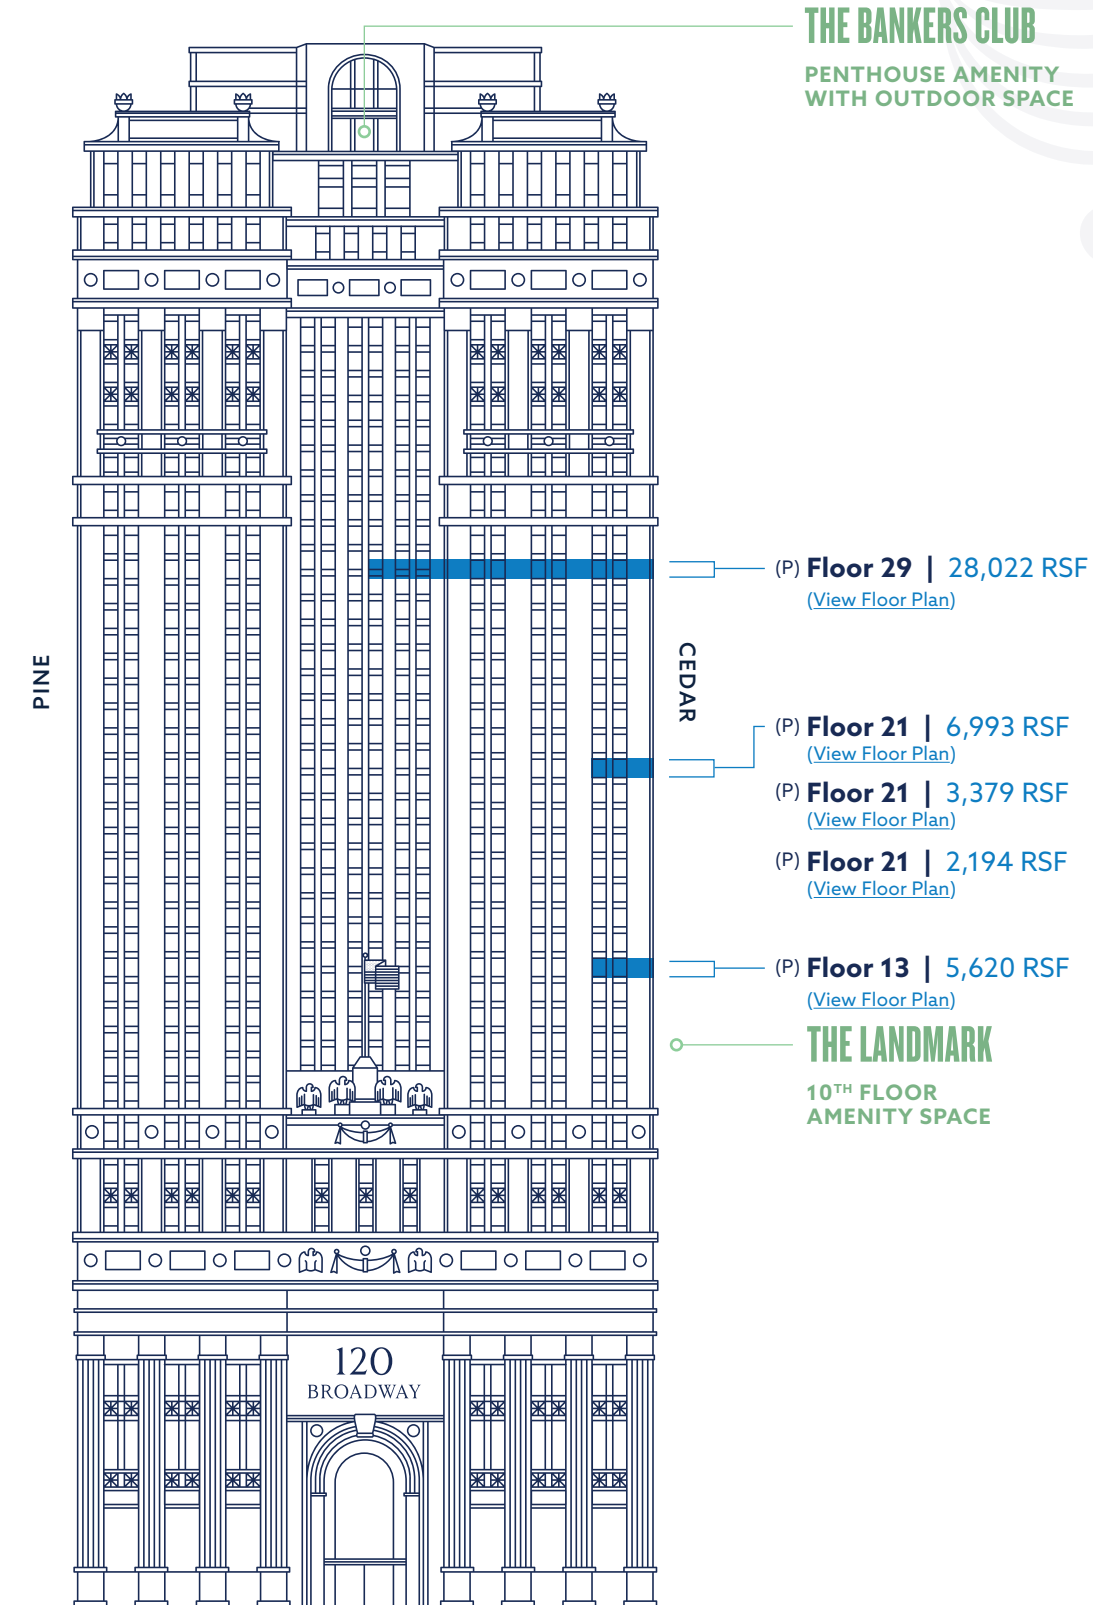 THE BANKERS CLUB
PENTHOUSE AMENITY
WITH OUTDOOR SPACE
(P) Floor 29 | 28,022 RSF
(View Floor Plan)
PINE
CEDAR
(P) Floor 21 | 6,993 RSF
(View Floor Plan)
(P) Floor 21 | 3,379 RSF
(View Floor Plan)
(P) Floor 21 | 2,194 RSF
(View Floor Plan)
(P) Floor 13 | 5,620 RSF
(View Floor Plan)
THE LANDMARK
10TH FLOOR
AMENITY SPACE
120
BROADWAY